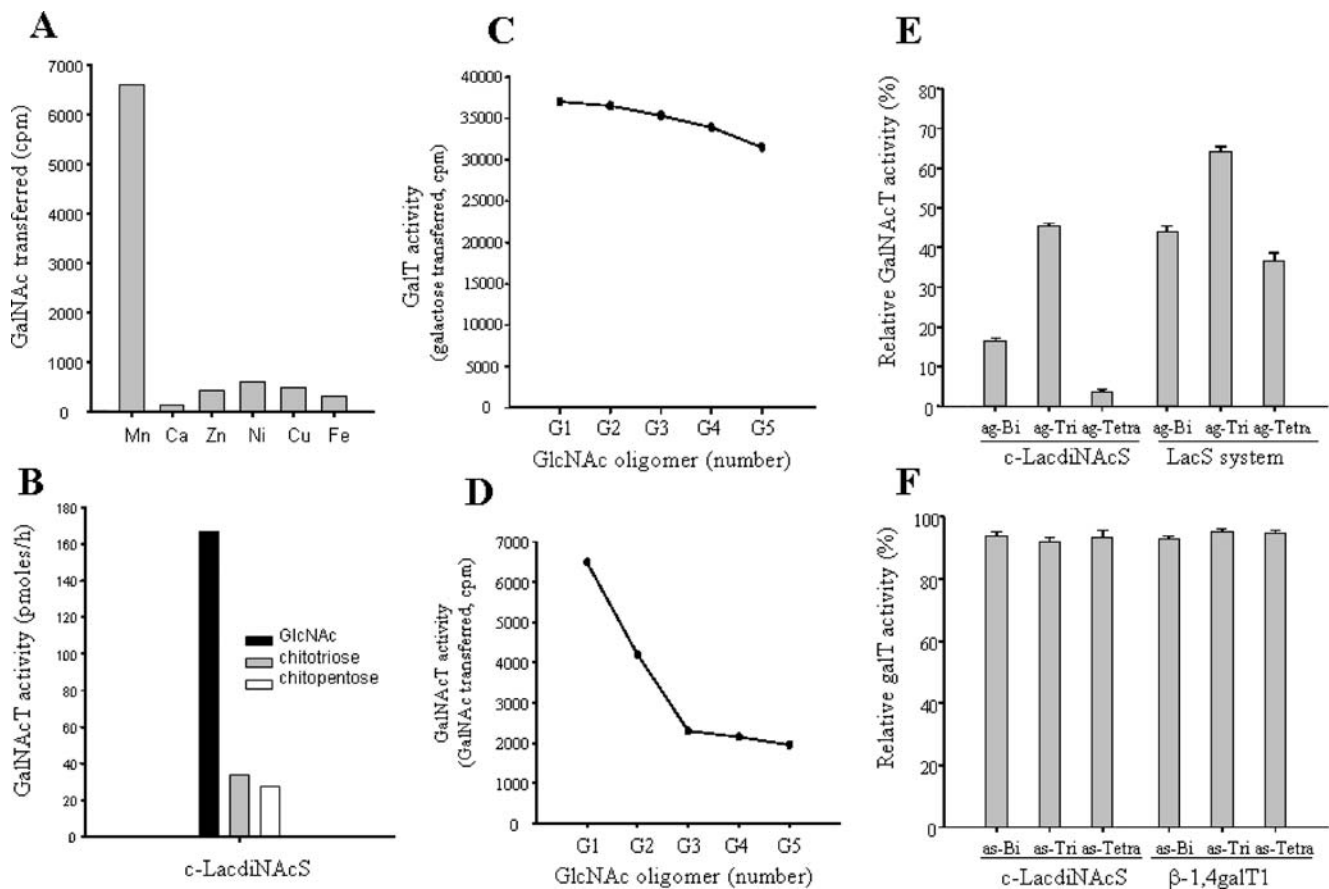 A
GalNAc transferred (cpm)
7000
6000
5000
4000
3000
2000
1000
0
Mn Ca Zn Ni Cu Fe
B
GalNAcT activity (pmoles/h)
180
160
140
120
100
80
60
40
20
0
GlcNAc
chitotriose
chitopentose
c-LacdiNAcS
C
GalT activity
(galactose transferred, cpm)
40000
35000
30000
25000
20000
15000
10000
5000
0
G1 G2 G3 G4 G5
GlcNAc oligomer (number)
D
GalNAcT activity
(GalNAc transferred, cpm)
7000
6000
5000
4000
3000
2000
1000
0
G1 G2 G3 G4 G5
GlcNAc oligomer (number)
E
Relative GalNAcT activity (%)
80
70
60
50
40
30
20
10
0
ag-Bi ag-Tri ag-Tetra ag-Bi ag-Tri ag-Tetra
c-LacdiNAcS LacS system
F
Relative galT activity (%)
100
80
60
40
20
0
as-Bi as-Tri as-Tetra as-Bi as-Tri as-Tetra
c-LacdiNAcS β-1,4galT1